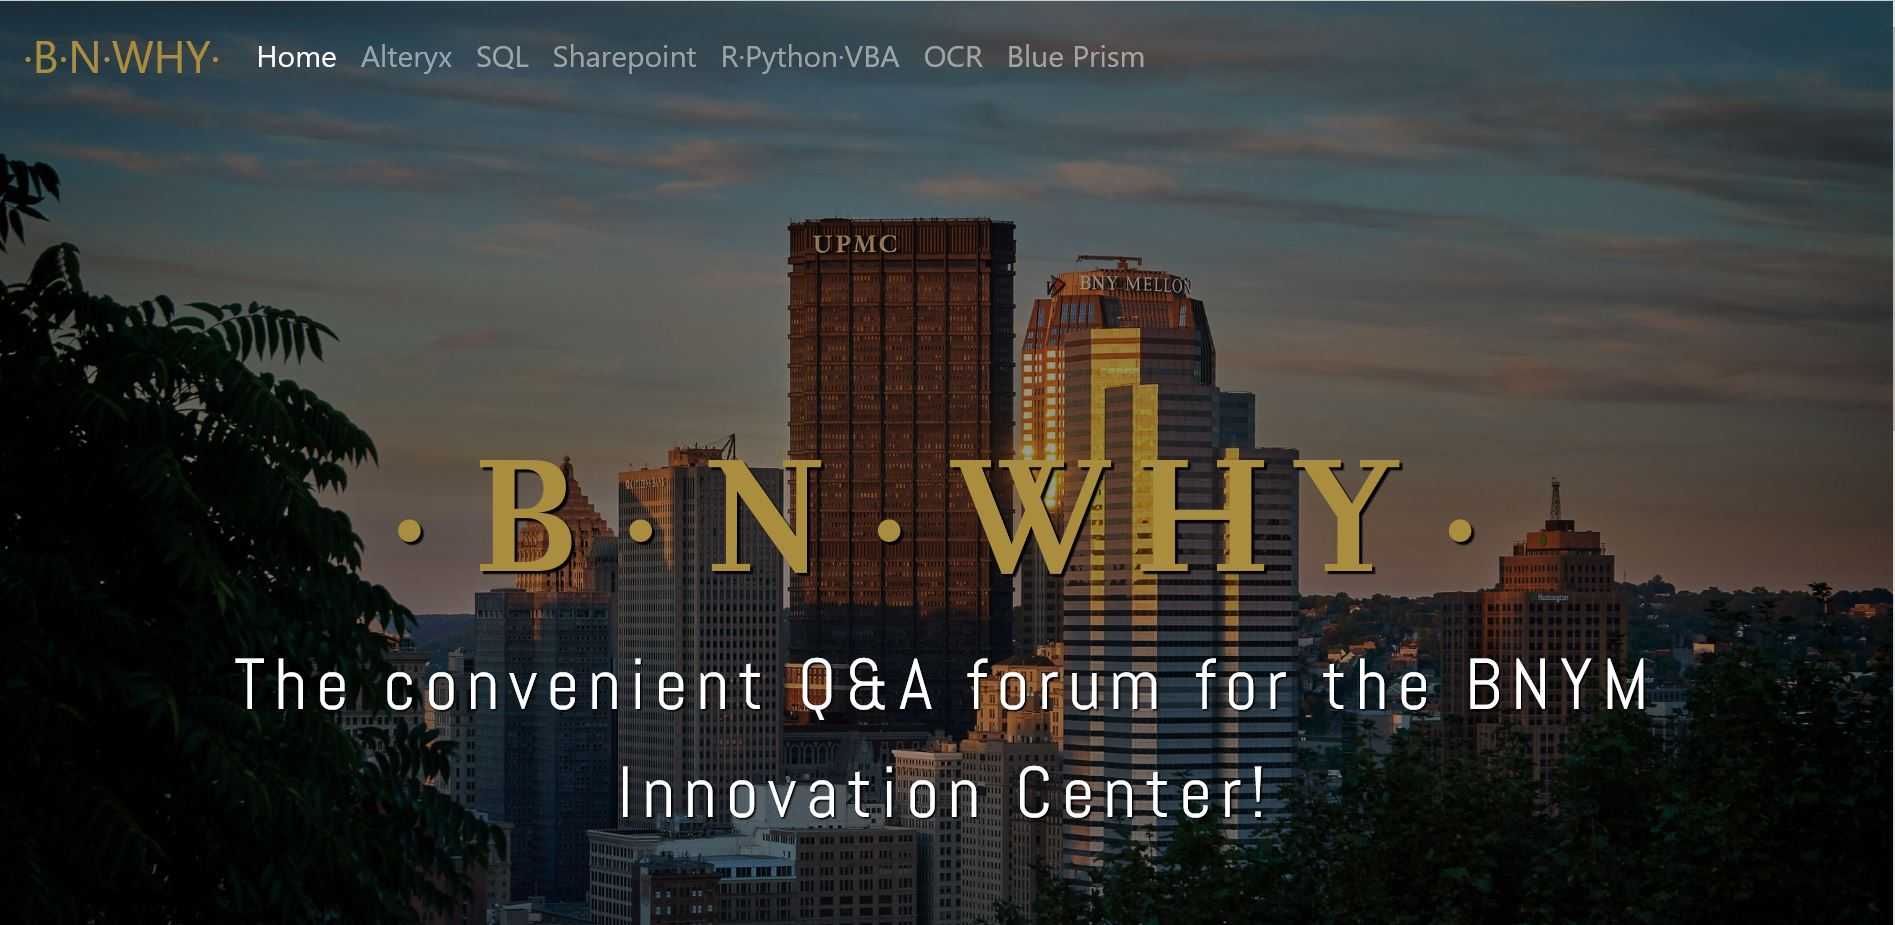 ·B·N·WHY· Home Alteryx SQL Sharepoint R·Python·VBA OCR Blue Prism
UPMC
BNY MELLON
·B·N·WHY·
Huntington
The convenient Q&A forum for the BNYM
Innovation Center!